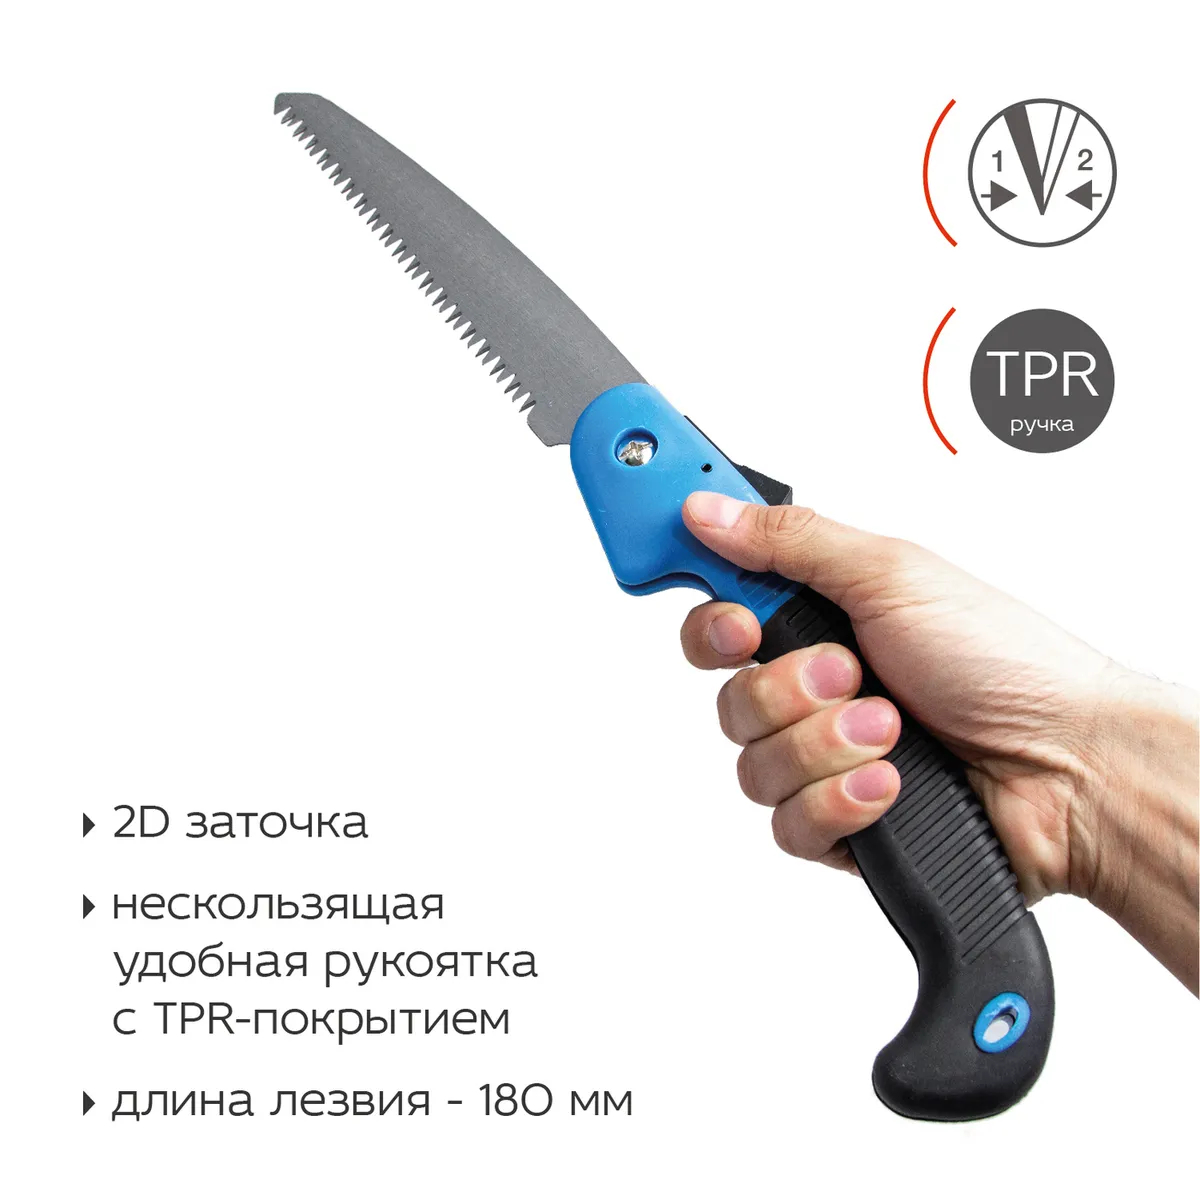 1 2
TPR
ручка
2D заточка
нескользящая
удобная рукоятка
с TPR-покрытием
длина лезвия - 180 мм